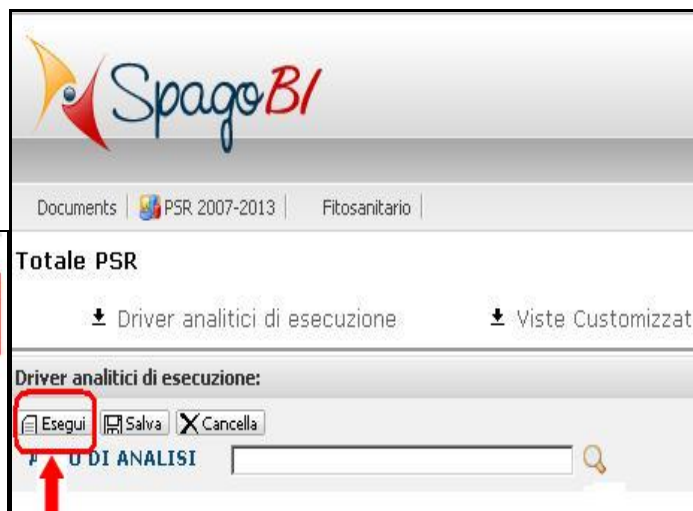 SpagoBI
Documents PSR 2007-2013 Fitosanitario
Totale PSR
Driver analitici di esecuzione Viste Customizzat
Driver analitici di esecuzione:
Esegui Salva Cancella
DI ANALISI